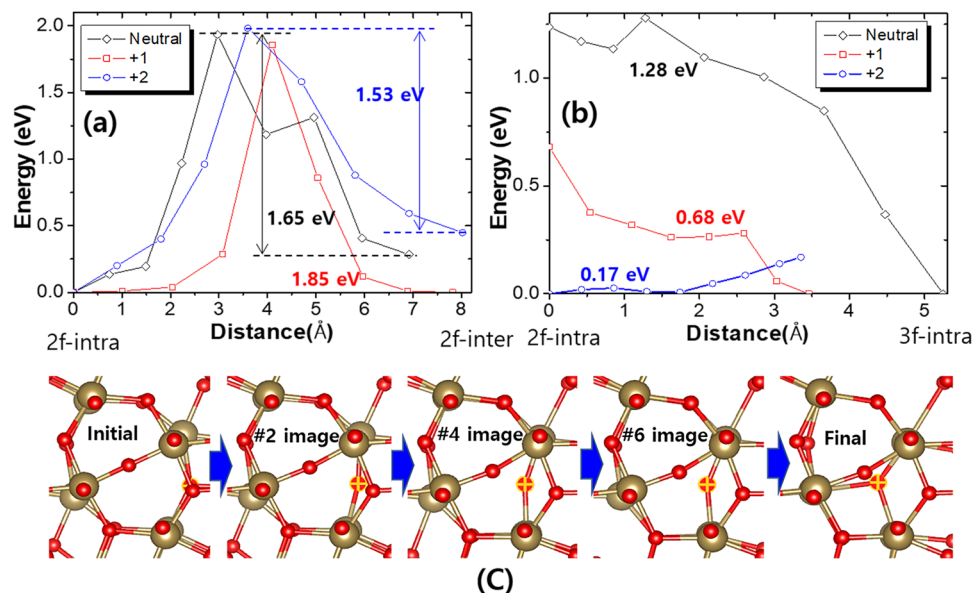 (a)
Neutral
+1
+2
Energy (eV)
2.0
1.5
1.0
0.5
0.0
1.53 eV
1.65 eV
1.85 eV
0 1 2 3 4 5 6 7 8
Distance(Å)
2f-intra
2f-inter
(b)
Neutral
+1
+2
Energy (eV)
1.0
0.5
0.0
1.28 eV
0.68 eV
0.17 eV
0 1 2 3 4 5
Distance(Å)
2f-intra
3f-intra
Initial
#2 image
#4 image
#6 image
Final
(C)